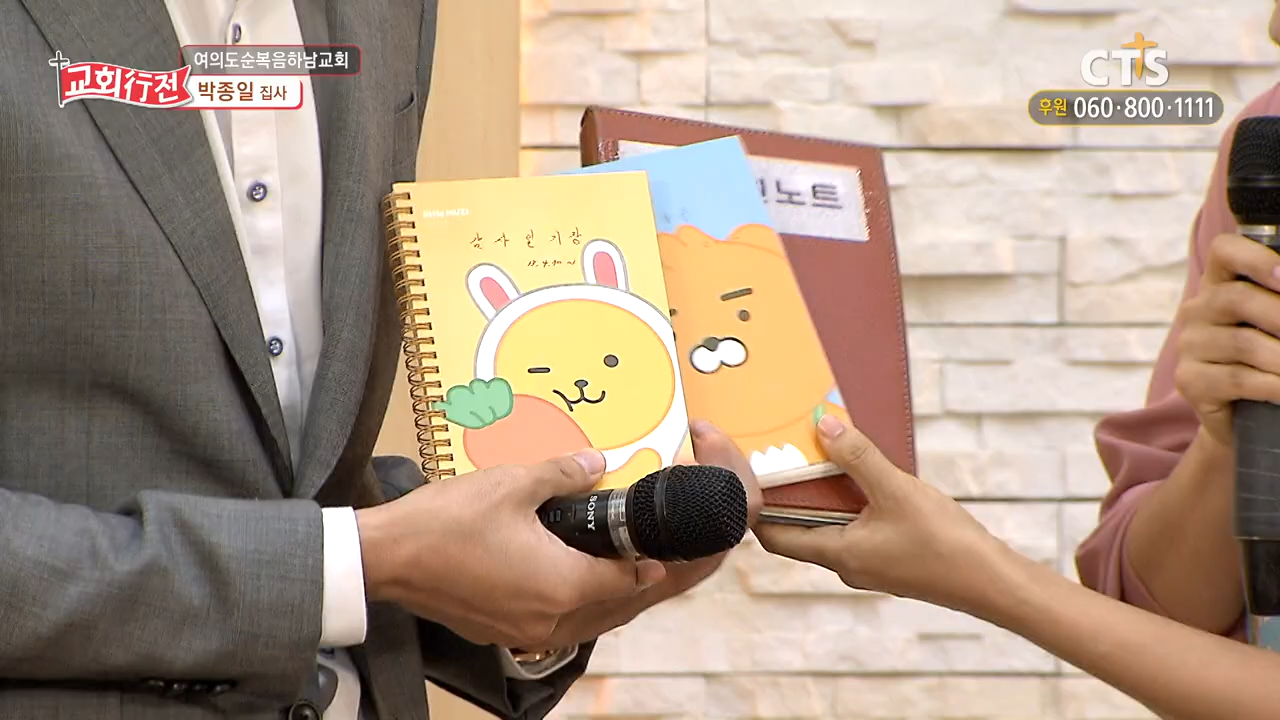 교회行전
여의도순복음하남교회
박종일 집사
CTS
후원 060·800·1111
노트
감사일기장
SONY